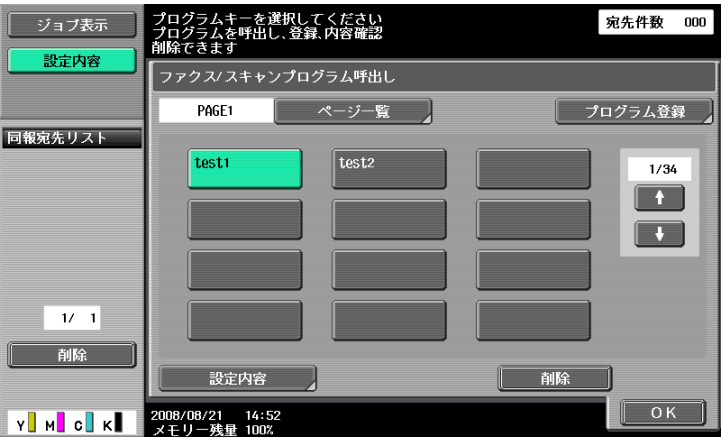 ジョブ表示
設定内容
プログラムキーを選択してください
プログラムを呼出し､登録､内容確認
削除できます
宛先件数 000
ファクス/スキャンプログラム呼出し
PAGE1
ページ一覧
プログラム登録
同報宛先リスト
test1
test2
1/34
↑
↓
1/ 1
削除
設定内容
削除
Y M C K
2008/08/21 14:52
メモリー残量 100%
OK